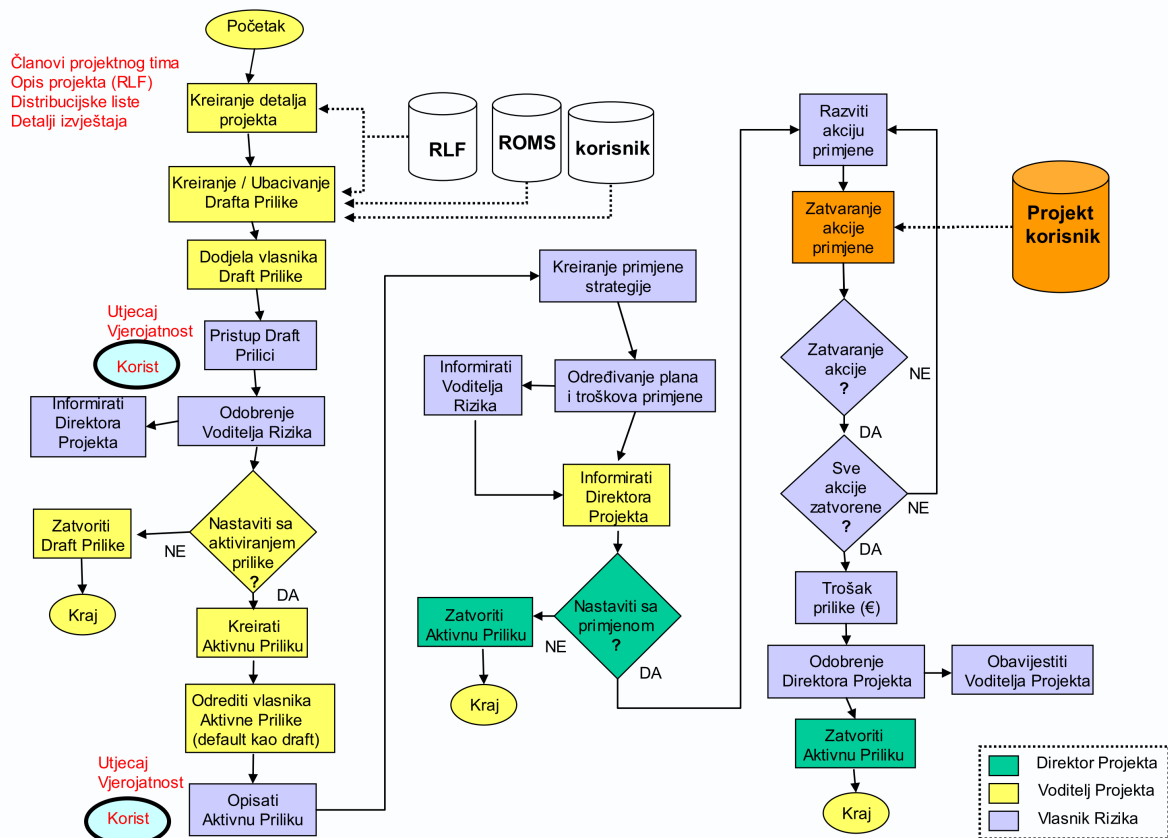 Početak
Članovi projektnog tima
Opis projekta (RLF)
Distribucijske liste
Detalji izvještaja
Kreiranje detalja
projekta
RLF
ROMS
korisnik
Kreiranje / Ubacivanje
Drafta Prilike
Dodjela vlasnika
Draft Prilike
Utjecaj
Vjerojatnost
Korist
Pristup Draft
Prilici
Informirati
Direktora
Projekta
Odobrenje
Voditelja Rizika
Nastaviti sa
aktiviranjem
prilike
?
NE
DA
Zatvoriti
Draft Prilike
Kraj
Kreirati
Aktivnu Priliku
Odrediti vlasnika
Aktivne Prilike
(default kao draft)
Utjecaj
Vjerojatnost
Korist
Opisati
Aktivnu Priliku
Kreiranje primjene
strategije
Informirati
Voditelja
Rizika
Određivanje plana
i troškova primjene
Informirati
Direktora
Projekta
Nastaviti sa
primjenom
?
NE
DA
Zatvoriti
Aktivnu Priliku
Kraj
Razviti
akciju
primjene
Zatvaranje
akcije
primjene
Projekt
korisnik
Zatvaranje
akcije
?
NE
DA
Sve
akcije
zatvorene
?
NE
DA
Trošak
prilike (€)
Odobrenje
Direktora Projekta
Obavijestiti
Voditelja Projekta
Zatvoriti
Aktivnu Priliku
Kraj
Direktor Projekta
Voditelj Projekta
Vlasnik Rizika